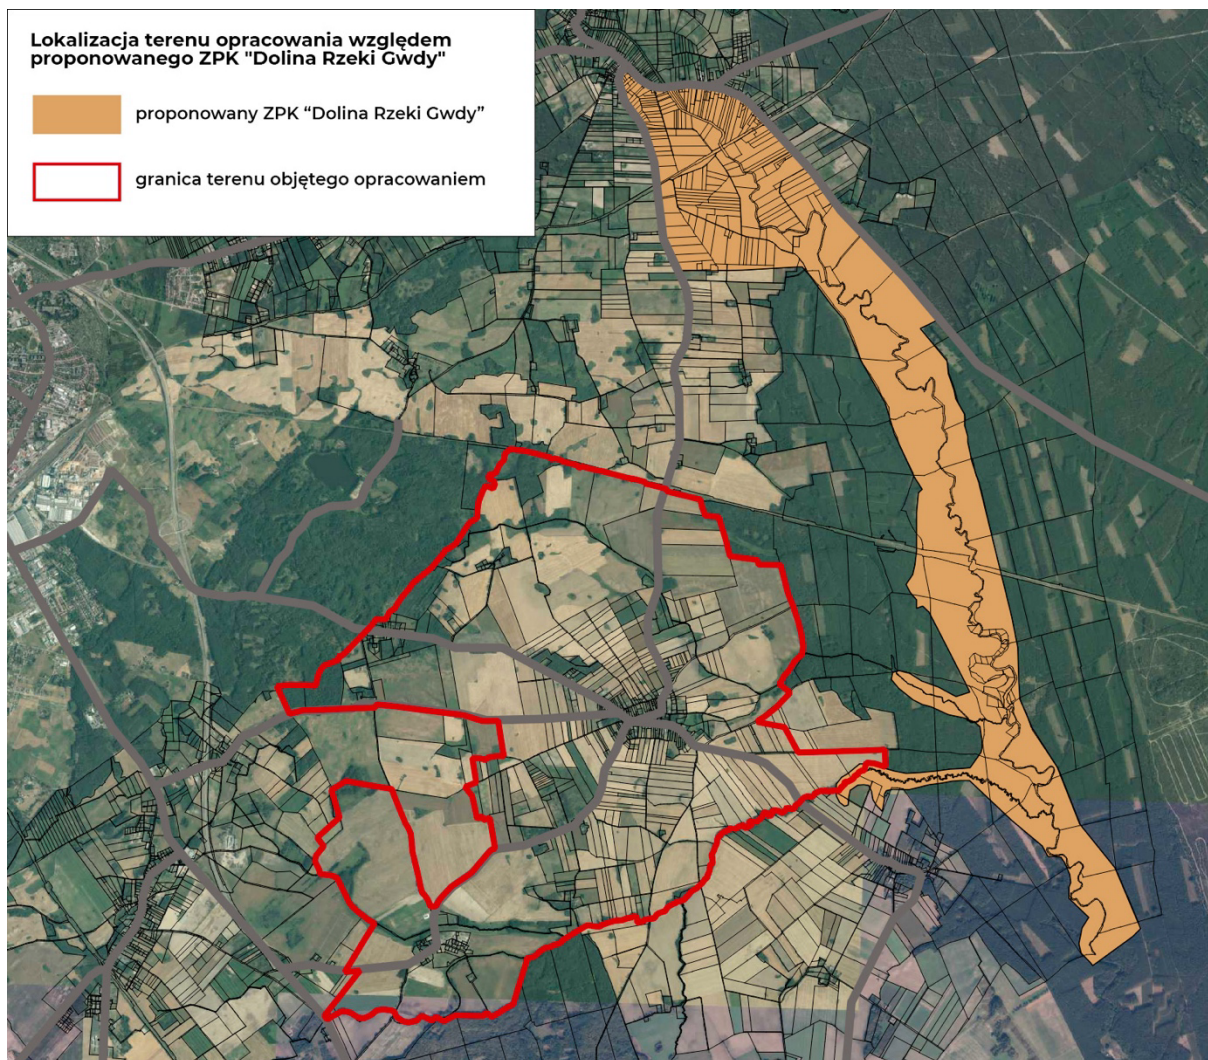 Lokalizacja terenu opracowania względem
proponowanego ZPK "Dolina Rzeki Gwdy"
proponowany ZPK “Dolina Rzeki Gwdy”
granica terenu objętego opracowaniem